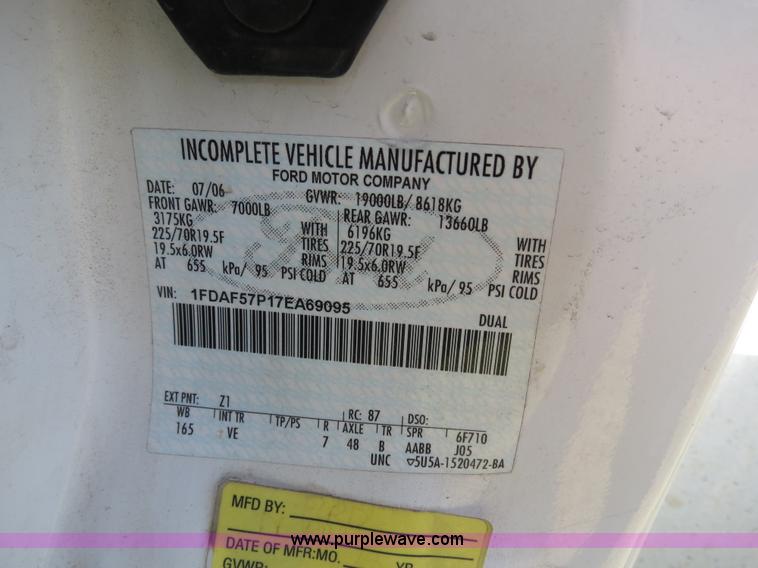 INCOMPLETE VEHICLE MANUFACTURED BY
FORD MOTOR COMPANY
DATE: 07/06 GVWR: 19000LB/ 8618KG
FRONT GAWR: 7000LB REAR GAWR: 13660LB
3175KG WITH 6196KG WITH
225/70R19.5F TIRES 225/70R19.5F TIRES
19.5x6.0RW RIMS 19.5x6.0RW RIMS
AT 655 kPa/ 95 PSI COLD AT 655 kPa/ 95 PSI COLD
VIN: 1FDAF57P17EA69095 DUAL
EXT PNT: Z1 RC: 87 DSO:
WB INT TR TP/PS R AXLE TR SPR 6F710
165 VE 7 48 B AABB J05
UNC ▽5U5A-1520472-BA
MFD BY:
www.purplewave.com
DATE OF MFR:MO. YR
GVWR: